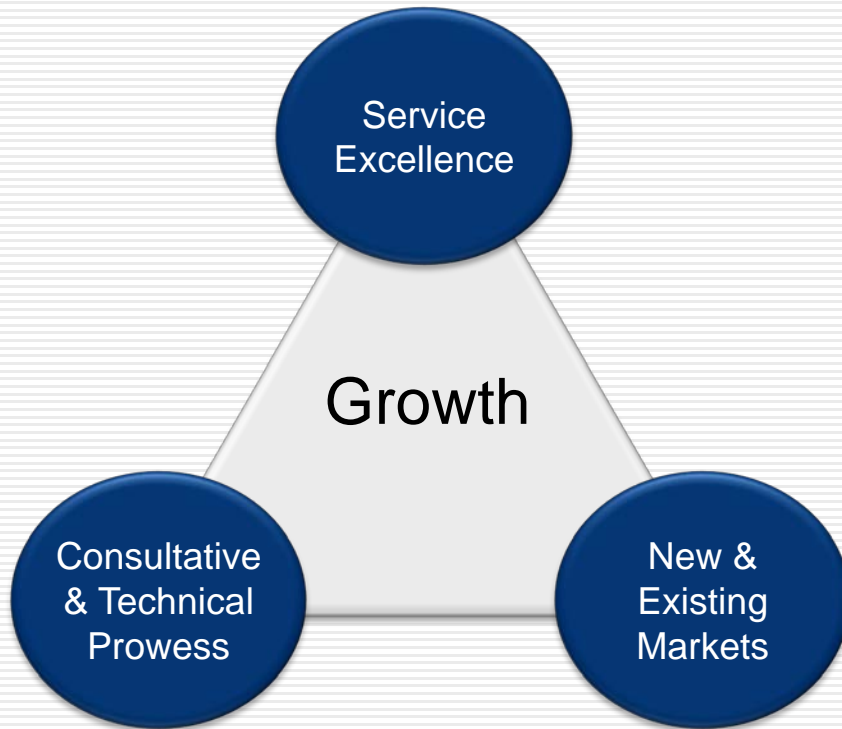 Service
Excellence
Growth
Consultative
& Technical
Prowess
New &
Existing
Markets